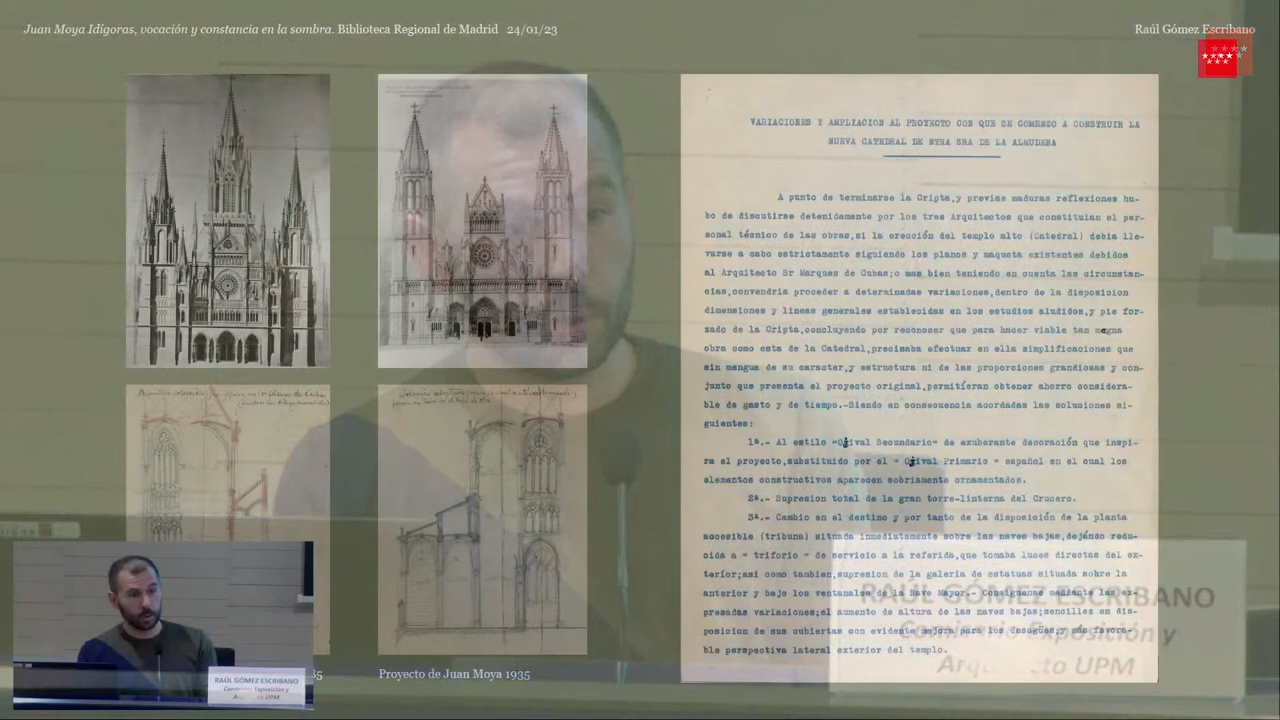 Juan Moya Idígoras, vocación y constancia en la sombra. Biblioteca Regional de Madrid 24/01/23
Raúl Gómez Escribano
VARIACIONES Y AMPLIACION AL PROYECTO CON QUE SE COMENZO A CONSTRUIR LA
NUEVA CATEDRAL DE NTRA SRA DE LA ALMUDENA
A punto de terminarse la Cripta,y previas maduras reflexiones hu-
bo de discutirse detenidamente por los tres Arquitectos que constituian el per-
sonal técnico de las obras,si la erección del templo alto (Catedral) debia lle-
varse a cabo estrictamente siguiendo los planos y maqueta existentes debidos
al Arquitecto Sr Marques de Cubas;o mas bien teniendo en cuenta las circunstan-
cias,convendria proceder a determinadas variaciones,dentro de la disposicion
dimensiones y lineas generales establecidas en los estudios aludidos,y pie for-
zado de la Cripta,concluyendo por reconocer que para hacer viable tan magna
obra como esta de la Catedral,precisaba efectuar en ella simplificaciones que
sin mengua de su caracter,y estructura ni de las proporciones grandiosas y con-
junto que presenta el proyecto original,permitieran obtener ahorro considera-
ble de gasto y de tiempo.-Siendo en consecuencia acordadas las soluciones si-
guientes:
1ª.- Al estilo "Ojival Secundario" de exuberante decoración que inspi-
ra el proyecto,substituido por el " Ojival Primario " español en el cual los
elementos constructivos aparecen sobriamente ornamentados.
2ª.- Supresion total de la gran torre-linterna del Crucero.
3ª.- Cambio en el destino y por tanto de la disposición de la planta
accesible (tribuna) situada inmediatamente sobre las naves bajas,dejándo redu-
cida a " triforio " de servicio a la referida,que tomaba luces directas del ex-
terior;asi como tambien,supresion de la galeria de estatuas situada sobre la
anterior y bajo los ventanales de la Nave Mayor.- Consiguense mediante las ex-
presadas variaciones;el aumento de altura de las naves bajas;sencillez en dis-
posicion de sus cubiertas con evidente mejora para los desagües;y más favora-
ble perspectiva lateral exterior del templo.
Proyecto de Juan Moya 1935
RAÚL GÓMEZ ESCRIBANO
Comisario Exposición y
Arquitecto UPM
RAÚL GÓMEZ ESCRIBANO
Comisario Exposición y
Arquitecto UPM